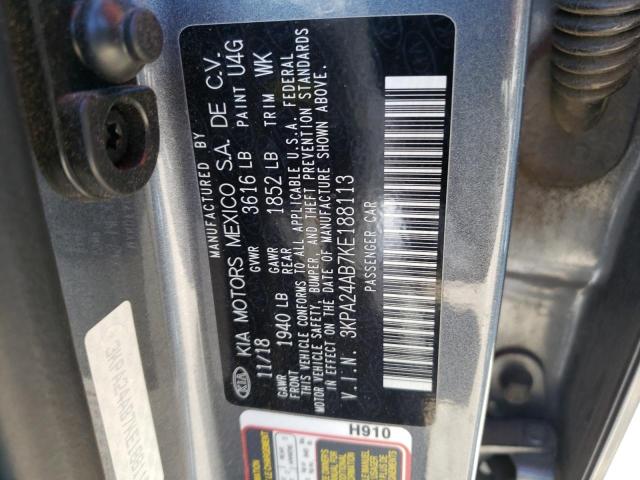 MANUFACTURED BY
KIA KIA MOTORS MEXICO S.A. DE C.V.
11/18 GVWR 3616 LB PAINT U4G
GAWR FRONT 1940 LB GAWR REAR 1852 LB TRIM WK
THIS VEHICLE CONFORMS TO ALL APPLICABLE U.S.A. FEDERAL
MOTOR VEHICLE SAFETY, BUMPER, AND THEFT PREVENTION STANDARDS
IN EFFECT ON THE DATE OF MANUFACTURE SHOWN ABOVE.
V.I.N. 3KPA24AB7KE188113
PASSENGER CAR
H910